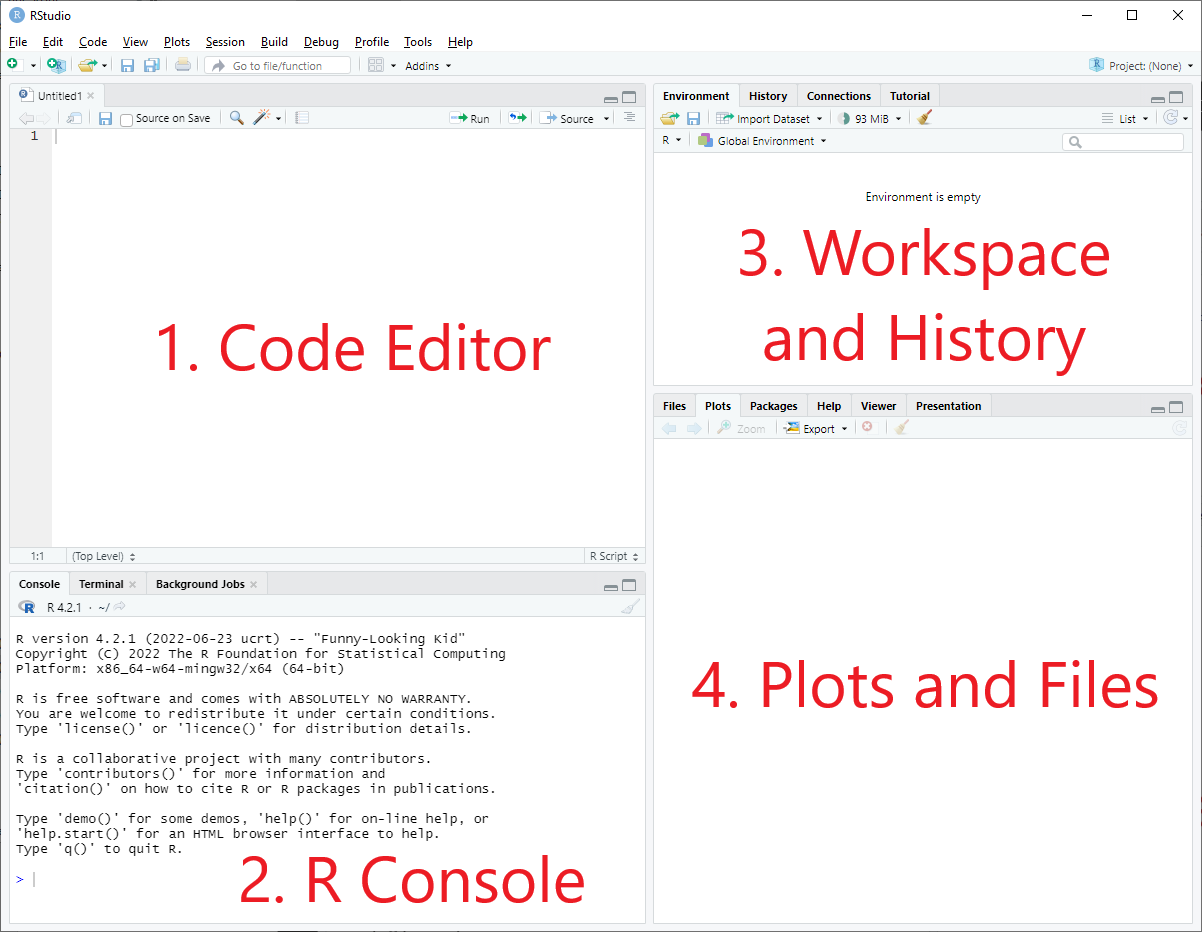 RStudio
File Edit Code View Plots Session Build Debug Profile Tools Help
Go to file/function Addins Project: (None)
Untitled1
Source on Save Run Source
1
1. Code Editor
1:1 (Top Level) R Script
Console Terminal Background Jobs
R 4.2.1 · ~/
R version 4.2.1 (2022-06-23 ucrt) -- "Funny-Looking Kid"
Copyright (C) 2022 The R Foundation for Statistical Computing
Platform: x86_64-w64-mingw32/x64 (64-bit)
R is free software and comes with ABSOLUTELY NO WARRANTY.
You are welcome to redistribute it under certain conditions.
Type 'license()' or 'licence()' for distribution details.
R is a collaborative project with many contributors.
Type 'contributors()' for more information and
'citation()' on how to cite R or R packages in publications.
Type 'demo()' for some demos, 'help()' for on-line help, or
'help.start()' for an HTML browser interface to help.
Type 'q()' to quit R.
>
2. R Console
Environment History Connections Tutorial
Import Dataset 93 MiB List
R Global Environment
Environment is empty
3. Workspace
and History
Files Plots Packages Help Viewer Presentation
Zoom Export
4. Plots and Files